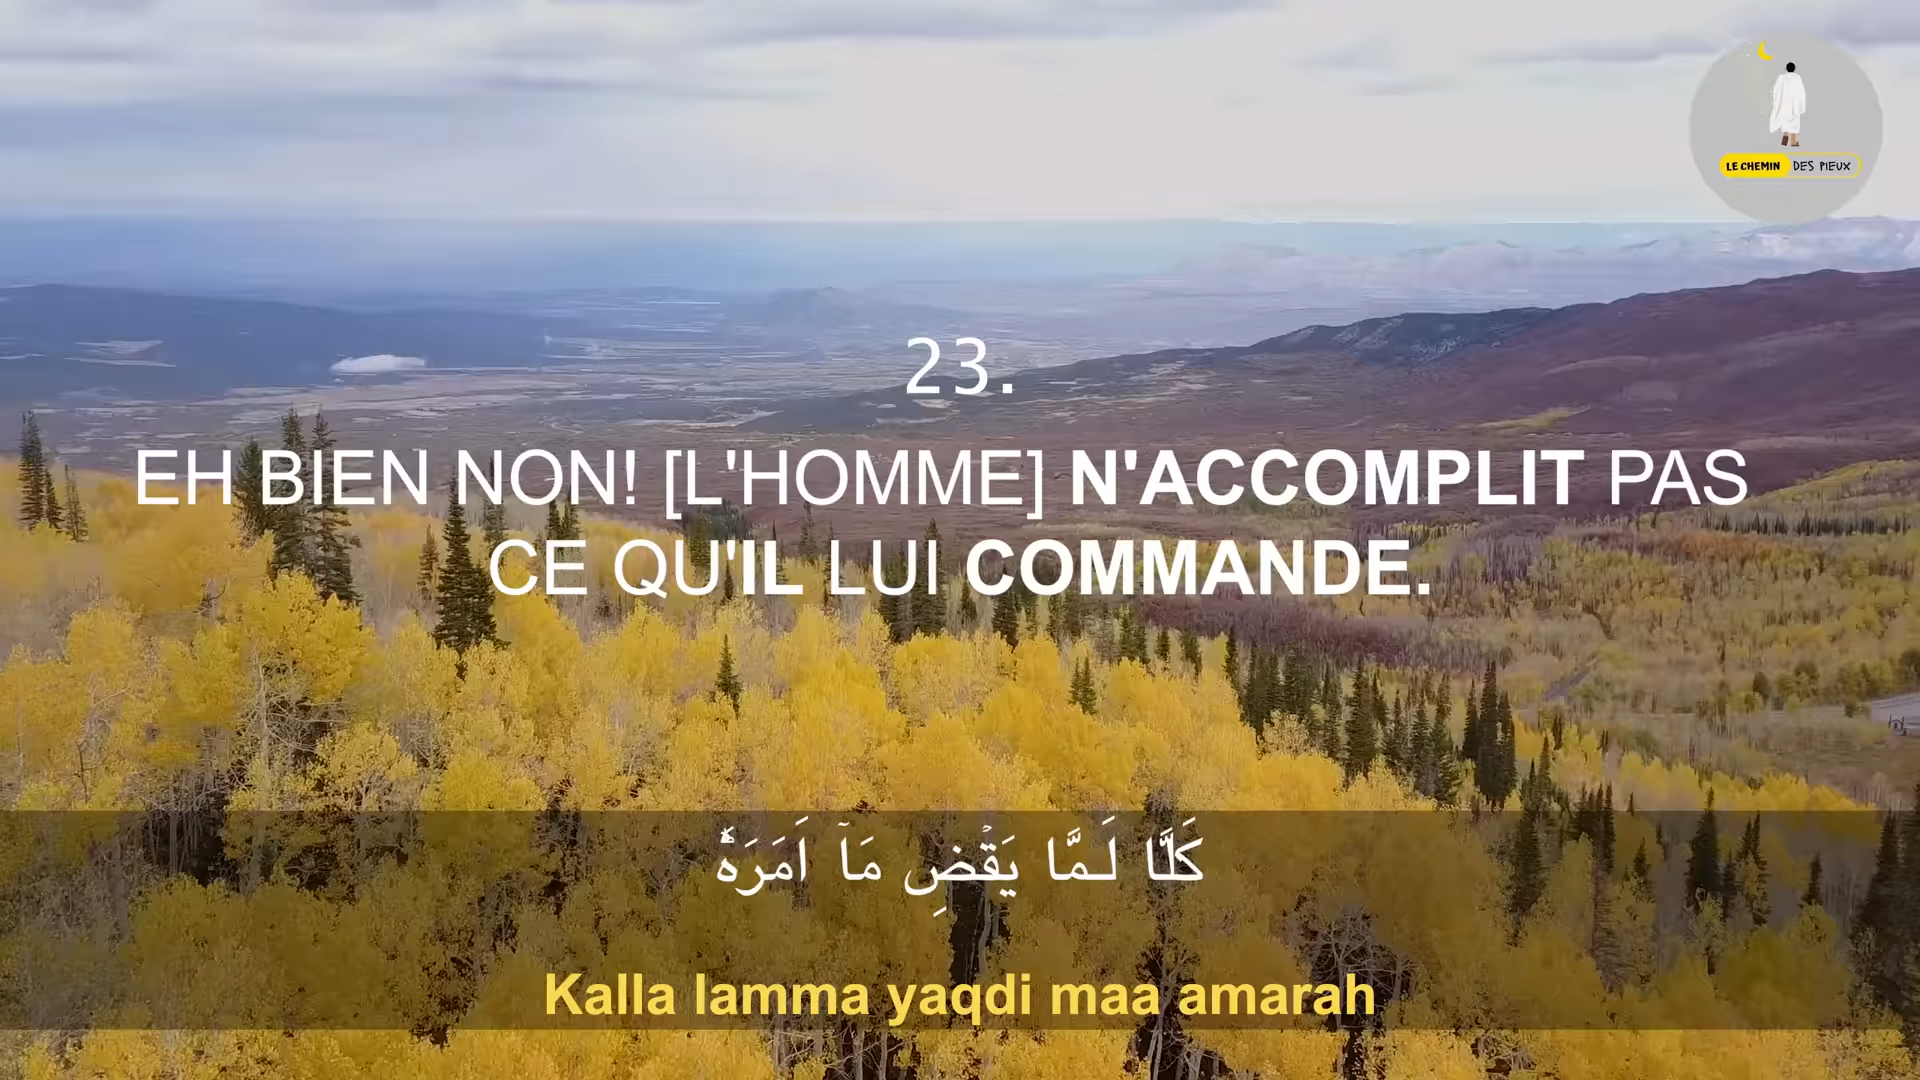 LE CHEMIN DES PIEUX
23.
EH BIEN NON! [L'HOMME] N'ACCOMPLIT PAS
CE QU'IL LUI COMMANDE.
كَلَّا لَـمَّا يَقۡضِ مَاۤ اَمَرَهٗؕ
Kalla lamma yaqdi maa amarah